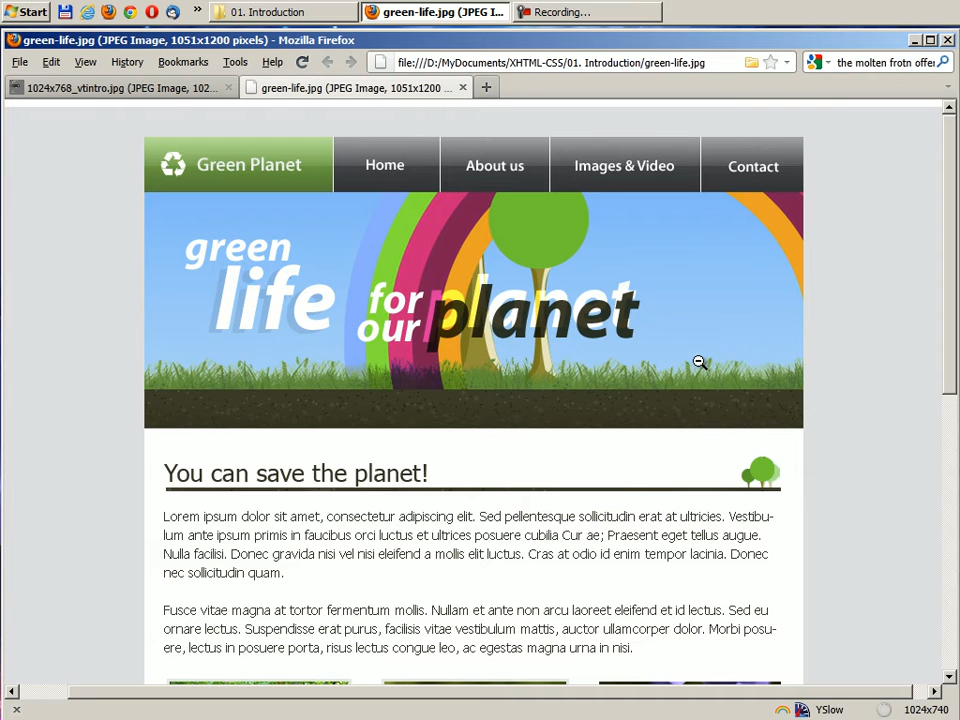 Start
»
01. Introduction
green-life.jpg (JPEG I...
Recording...
green-life.jpg (JPEG Image, 1051x1200 pixels) - Mozilla Firefox
File Edit View History Bookmarks Tools Help
file:///D:/MyDocuments/XHTML-CSS/01. Introduction/green-life.jpg
the molten frotn offer
1024x768_vtintro.jpg (JPEG Image, 102...
green-life.jpg (JPEG Image, 1051x1200 ...
Green Planet
Home
About us
Images & Video
Contact
green
life
for
our
planet
You can save the planet!
Lorem ipsum dolor sit amet, consectetur adipiscing elit. Sed pellentesque sollicitudin erat at ultricies. Vestibu-
lum ante ipsum primis in faucibus orci luctus et ultrices posuere cubilia Cur ae; Praesent eget tellus augue.
Nulla facilisi. Donec gravida nisi vel nisi eleifend a mollis elit luctus. Cras at odio id enim tempor lacinia. Donec
nec sollicitudin quam.
Fusce vitae magna at tortor fermentum mollis. Nullam et ante non arcu laoreet eleifend et id lectus. Sed eu
ornare lectus. Suspendisse erat purus, facilisis vitae vestibulum mattis, auctor ullamcorper dolor. Morbi posu-
ere, lectus in posuere porta, risus lectus congue leo, ac egestas magna urna in nisi.
YSlow
1024x740